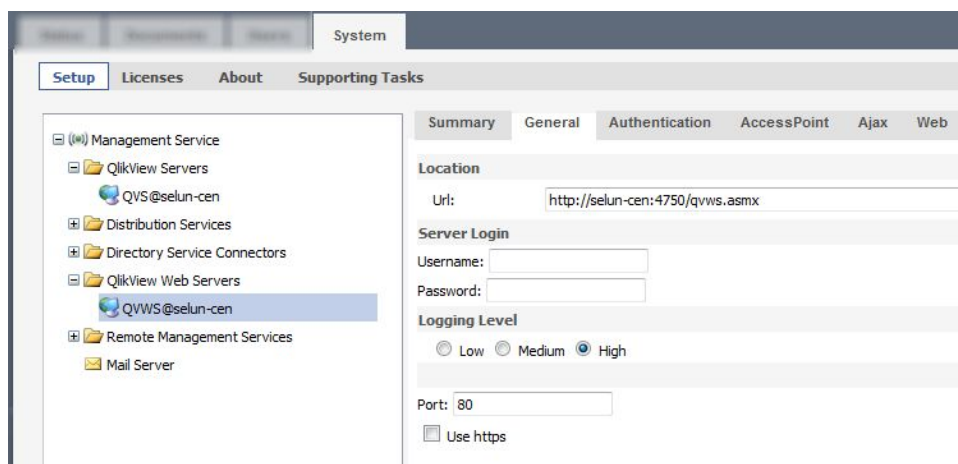 System
Setup Licenses About Supporting Tasks
Management Service
QlikView Servers
QVS@selun-cen
Distribution Services
Directory Service Connectors
QlikView Web Servers
QVWS@selun-cen
Remote Management Services
Mail Server
Summary General Authentication AccessPoint Ajax Web
Location
Url: http://selun-cen:4750/qvws.asmx
Server Login
Username:
Password:
Logging Level
Low Medium High
Port: 80
Use https